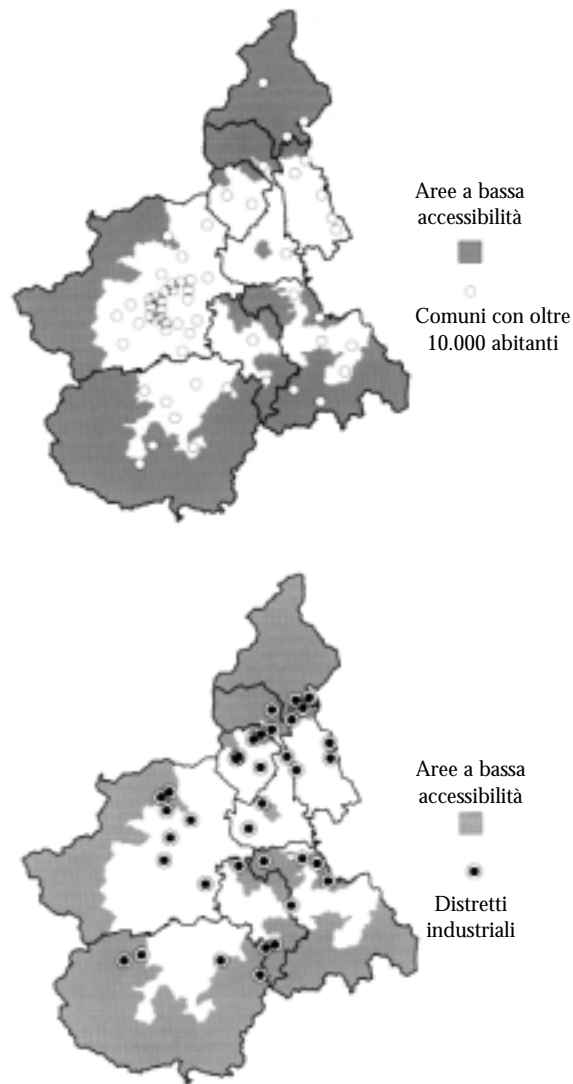 Aree a bassa
accessibilità
Comuni con oltre
10.000 abitanti
Aree a bassa
accessibilità
Distretti
industriali